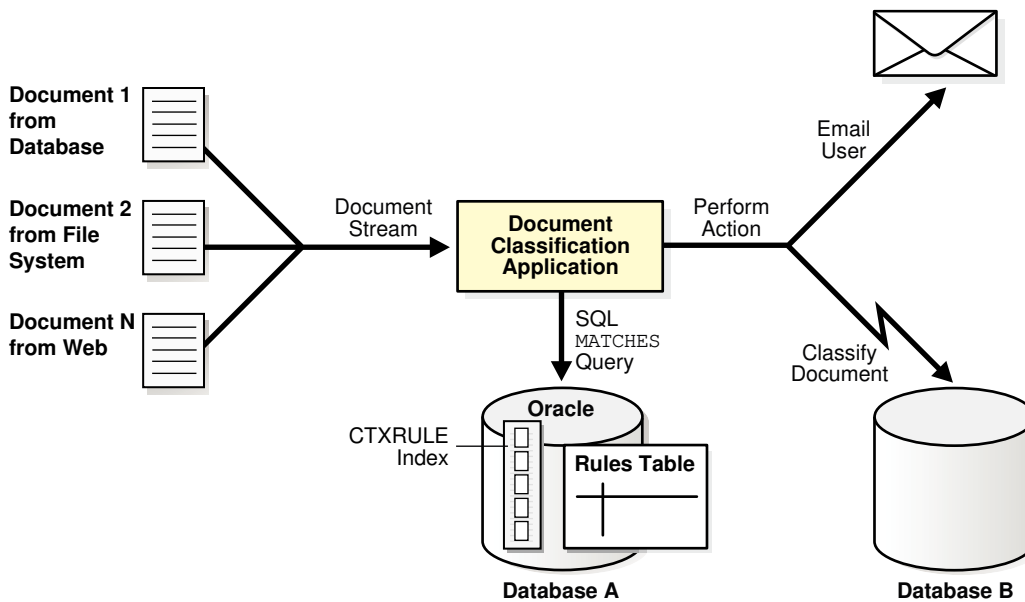 Document 1
from
Database
Document 2
from File
System
Document N
from Web
Document
Stream
Document
Classification
Application
Perform
Action
Email
User
SQL
MATCHES
Query
Classify
Document
Oracle
CTXRULE
Index
Rules Table
Database A
Database B